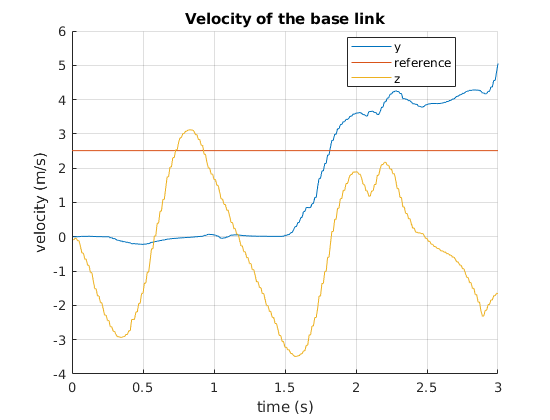 Velocity of the base link
y
reference
z
6
5
4
3
2
1
0
-1
-2
-3
-4
velocity (m/s)
0 0.5 1 1.5 2 2.5 3
time (s)